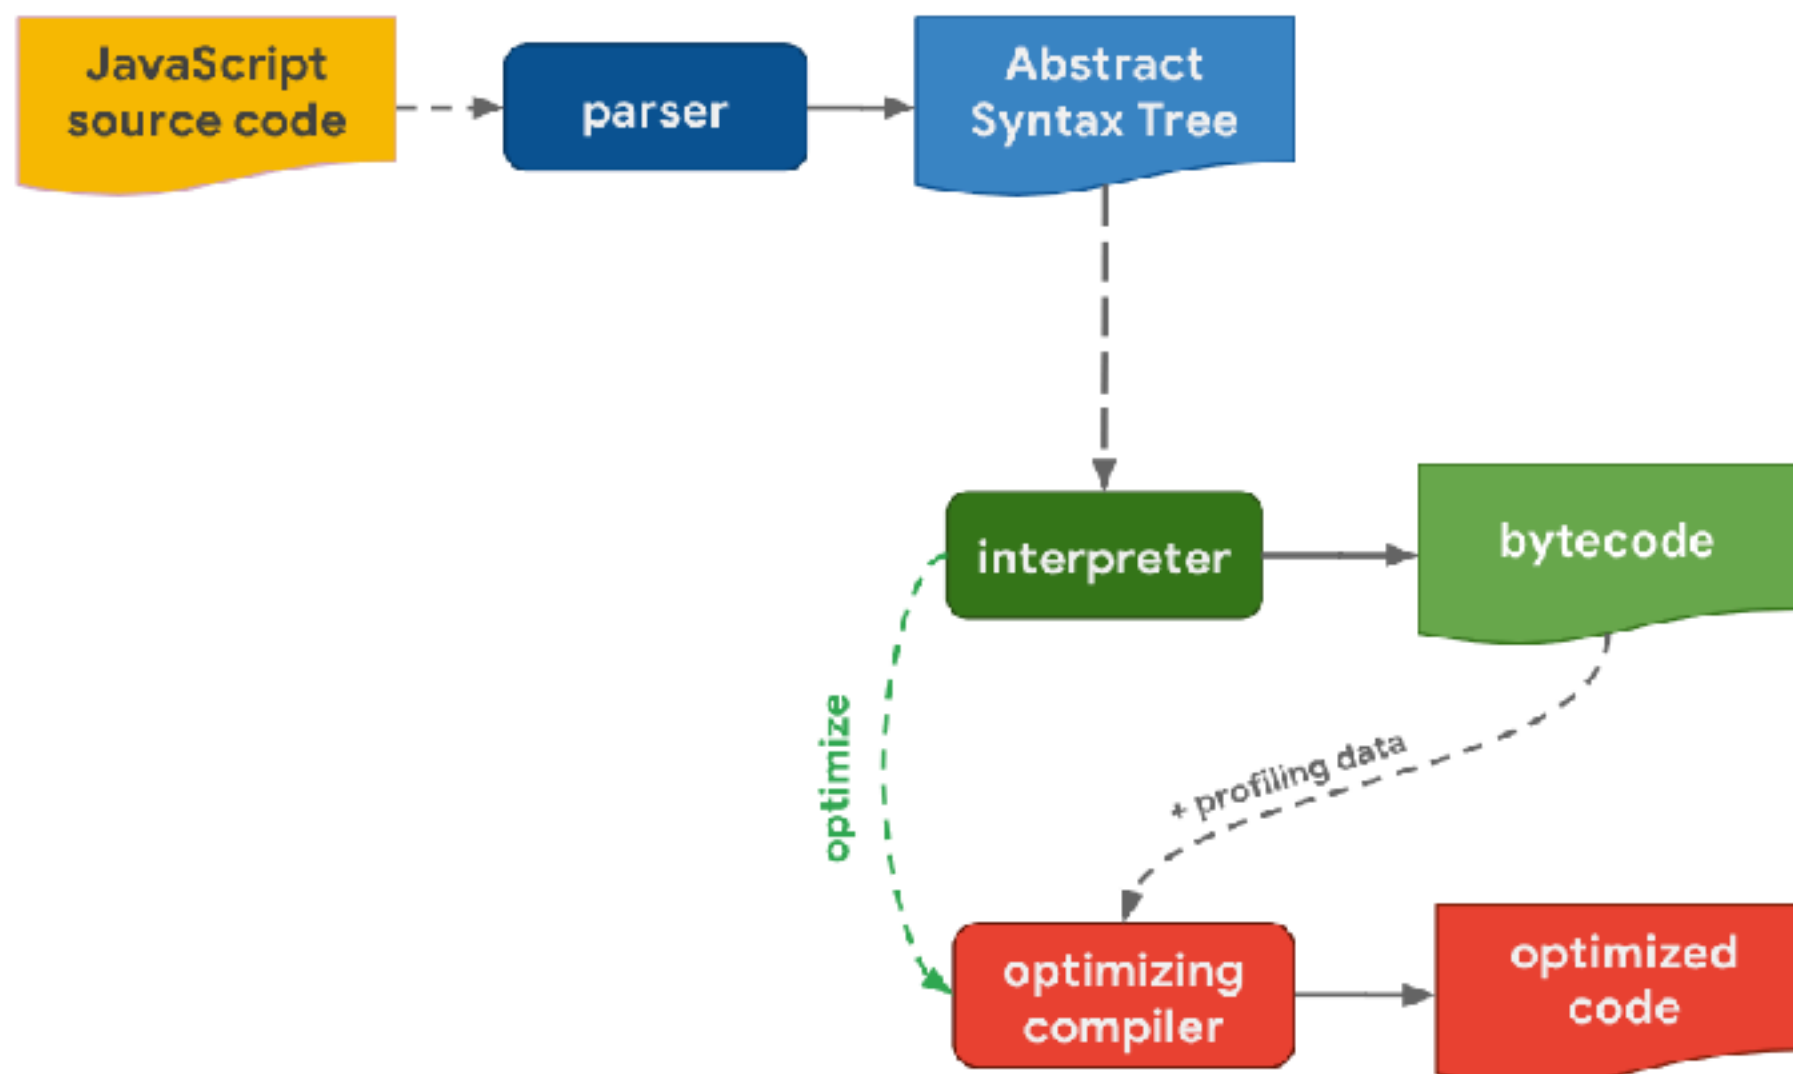 JavaScript
source code
parser
Abstract
Syntax Tree
interpreter
bytecode
optimize
+ profiling data
optimizing
compiler
optimized
code